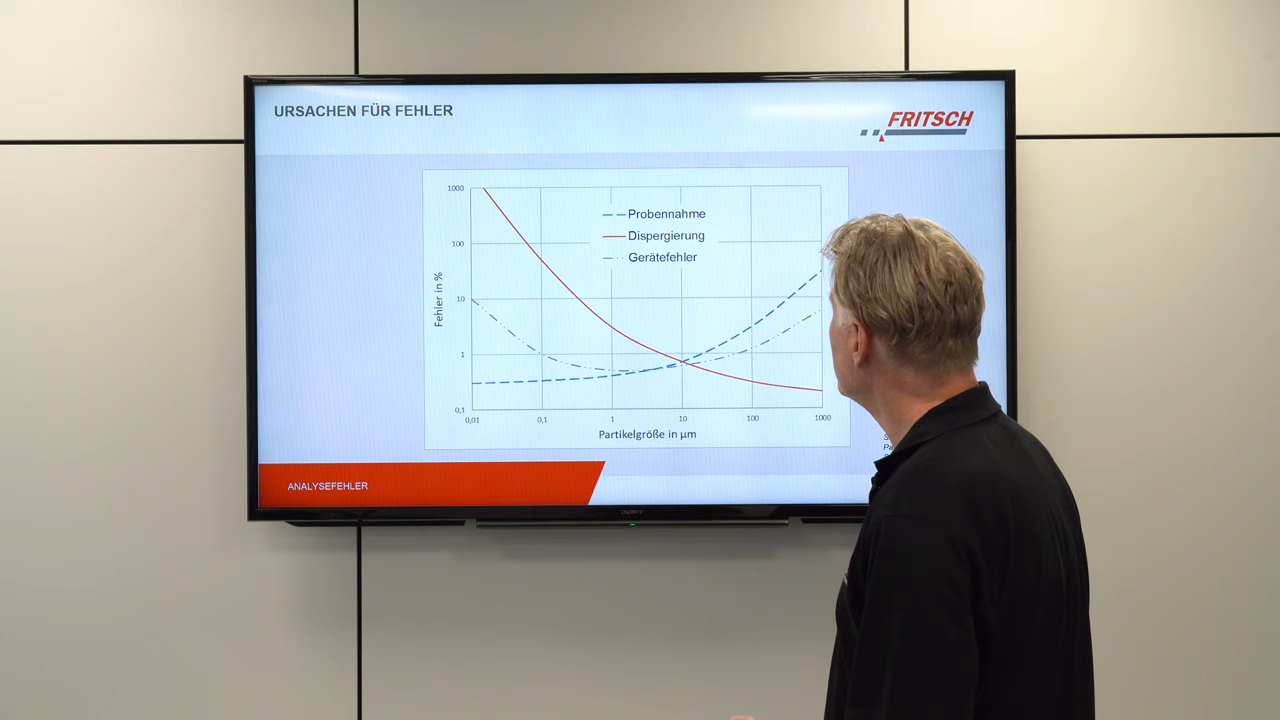 URSACHEN FÜR FEHLER
FRITSCH
1000
100
10
1
0,1
Fehler in %
Probennahme
Dispergierung
Gerätefehler
0,01
0,1
1
10
100
1000
Partikelgröße in µm
ANALYSEFEHLER
SONY